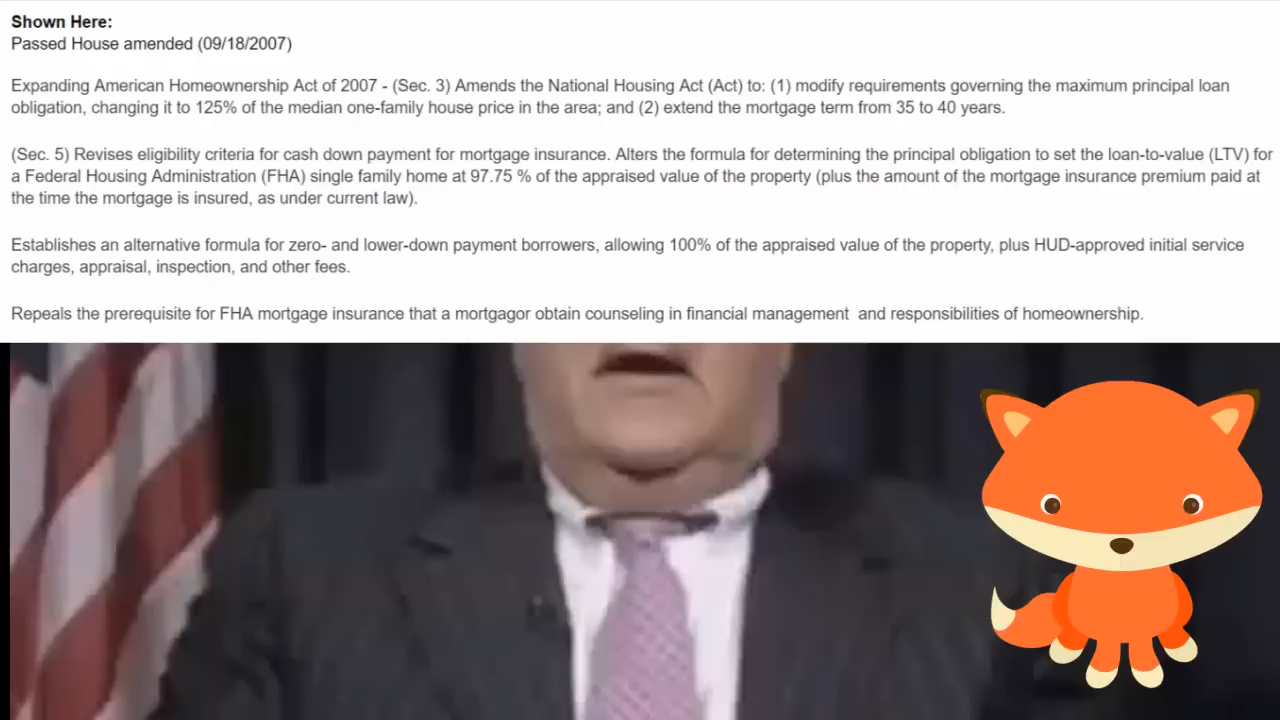 Shown Here:
Passed House amended (09/18/2007)
Expanding American Homeownership Act of 2007 - (Sec. 3) Amends the National Housing Act (Act) to: (1) modify requirements governing the maximum principal loan
obligation, changing it to 125% of the median one-family house price in the area; and (2) extend the mortgage term from 35 to 40 years.
(Sec. 5) Revises eligibility criteria for cash down payment for mortgage insurance. Alters the formula for determining the principal obligation to set the loan-to-value (LTV) for
a Federal Housing Administration (FHA) single family home at 97.75 % of the appraised value of the property (plus the amount of the mortgage insurance premium paid at
the time the mortgage is insured, as under current law).
Establishes an alternative formula for zero- and lower-down payment borrowers, allowing 100% of the appraised value of the property, plus HUD-approved initial service
charges, appraisal, inspection, and other fees.
Repeals the prerequisite for FHA mortgage insurance that a mortgagor obtain counseling in financial management and responsibilities of homeownership.